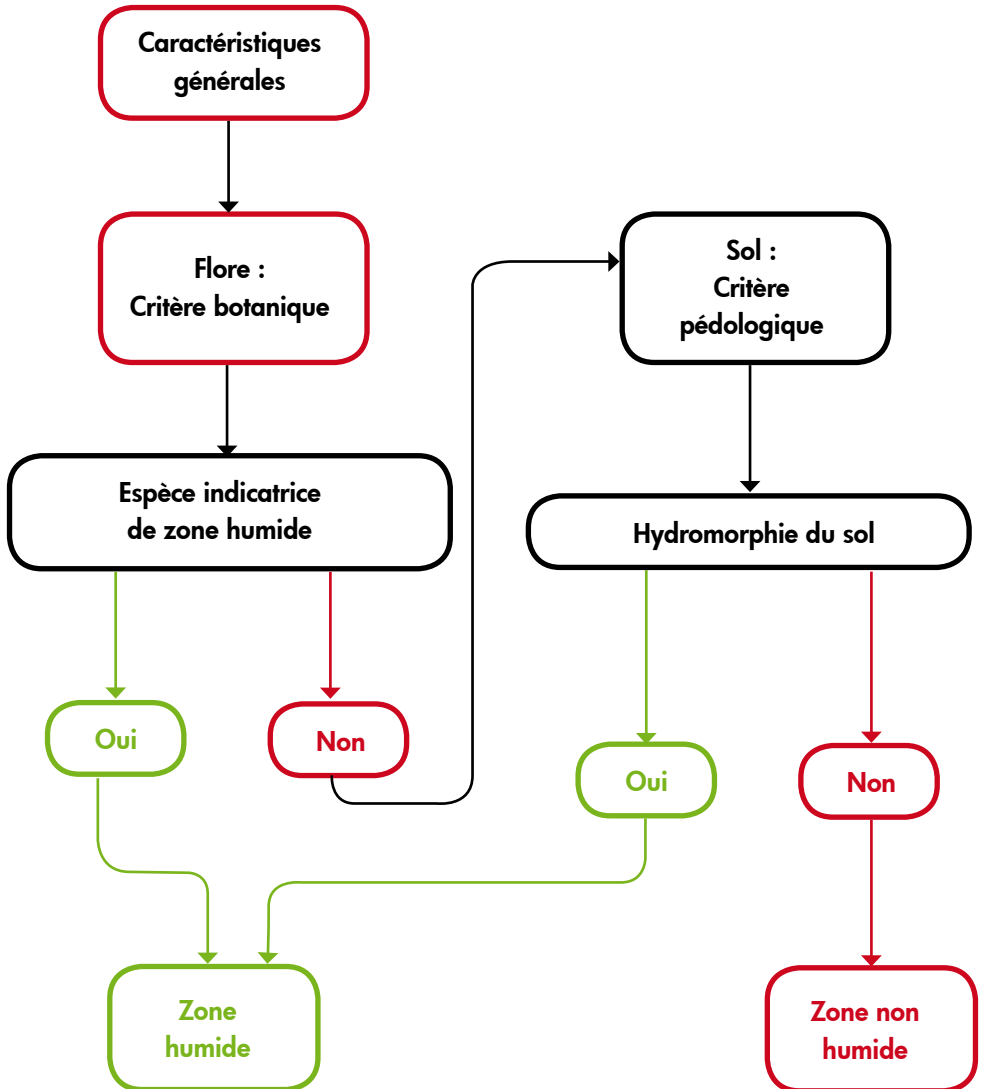 Caractéristiques
générales
Flore :
Critère botanique
Sol :
Critère
pédologique
Espèce indicatrice
de zone humide
Hydromorphie du sol
Oui
Non
Oui
Non
Zone
humide
Zone non
humide